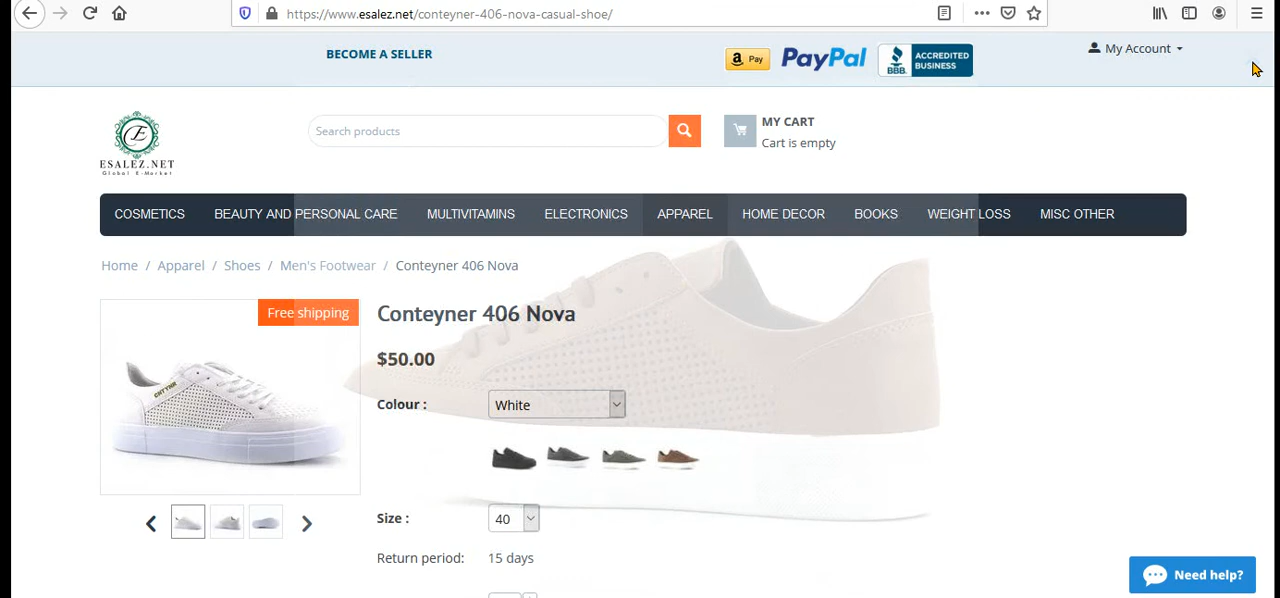 https://www.esalez.net/conteyner-406-nova-casual-shoe/
BECOME A SELLER
a Pay
PayPal
BBB
ACCREDITED BUSINESS
My Account
ESALEZ.NET
Global E-Market
Search products
MY CART
Cart is empty
COSMETICS BEAUTY AND PERSONAL CARE MULTIVITAMINS ELECTRONICS APPAREL HOME DECOR BOOKS WEIGHT LOSS MISC OTHER
Home / Apparel / Shoes / Men's Footwear / Conteyner 406 Nova
Free shipping
Conteyner 406 Nova
$50.00
Colour : White
Size : 40
Return period: 15 days
Need help?